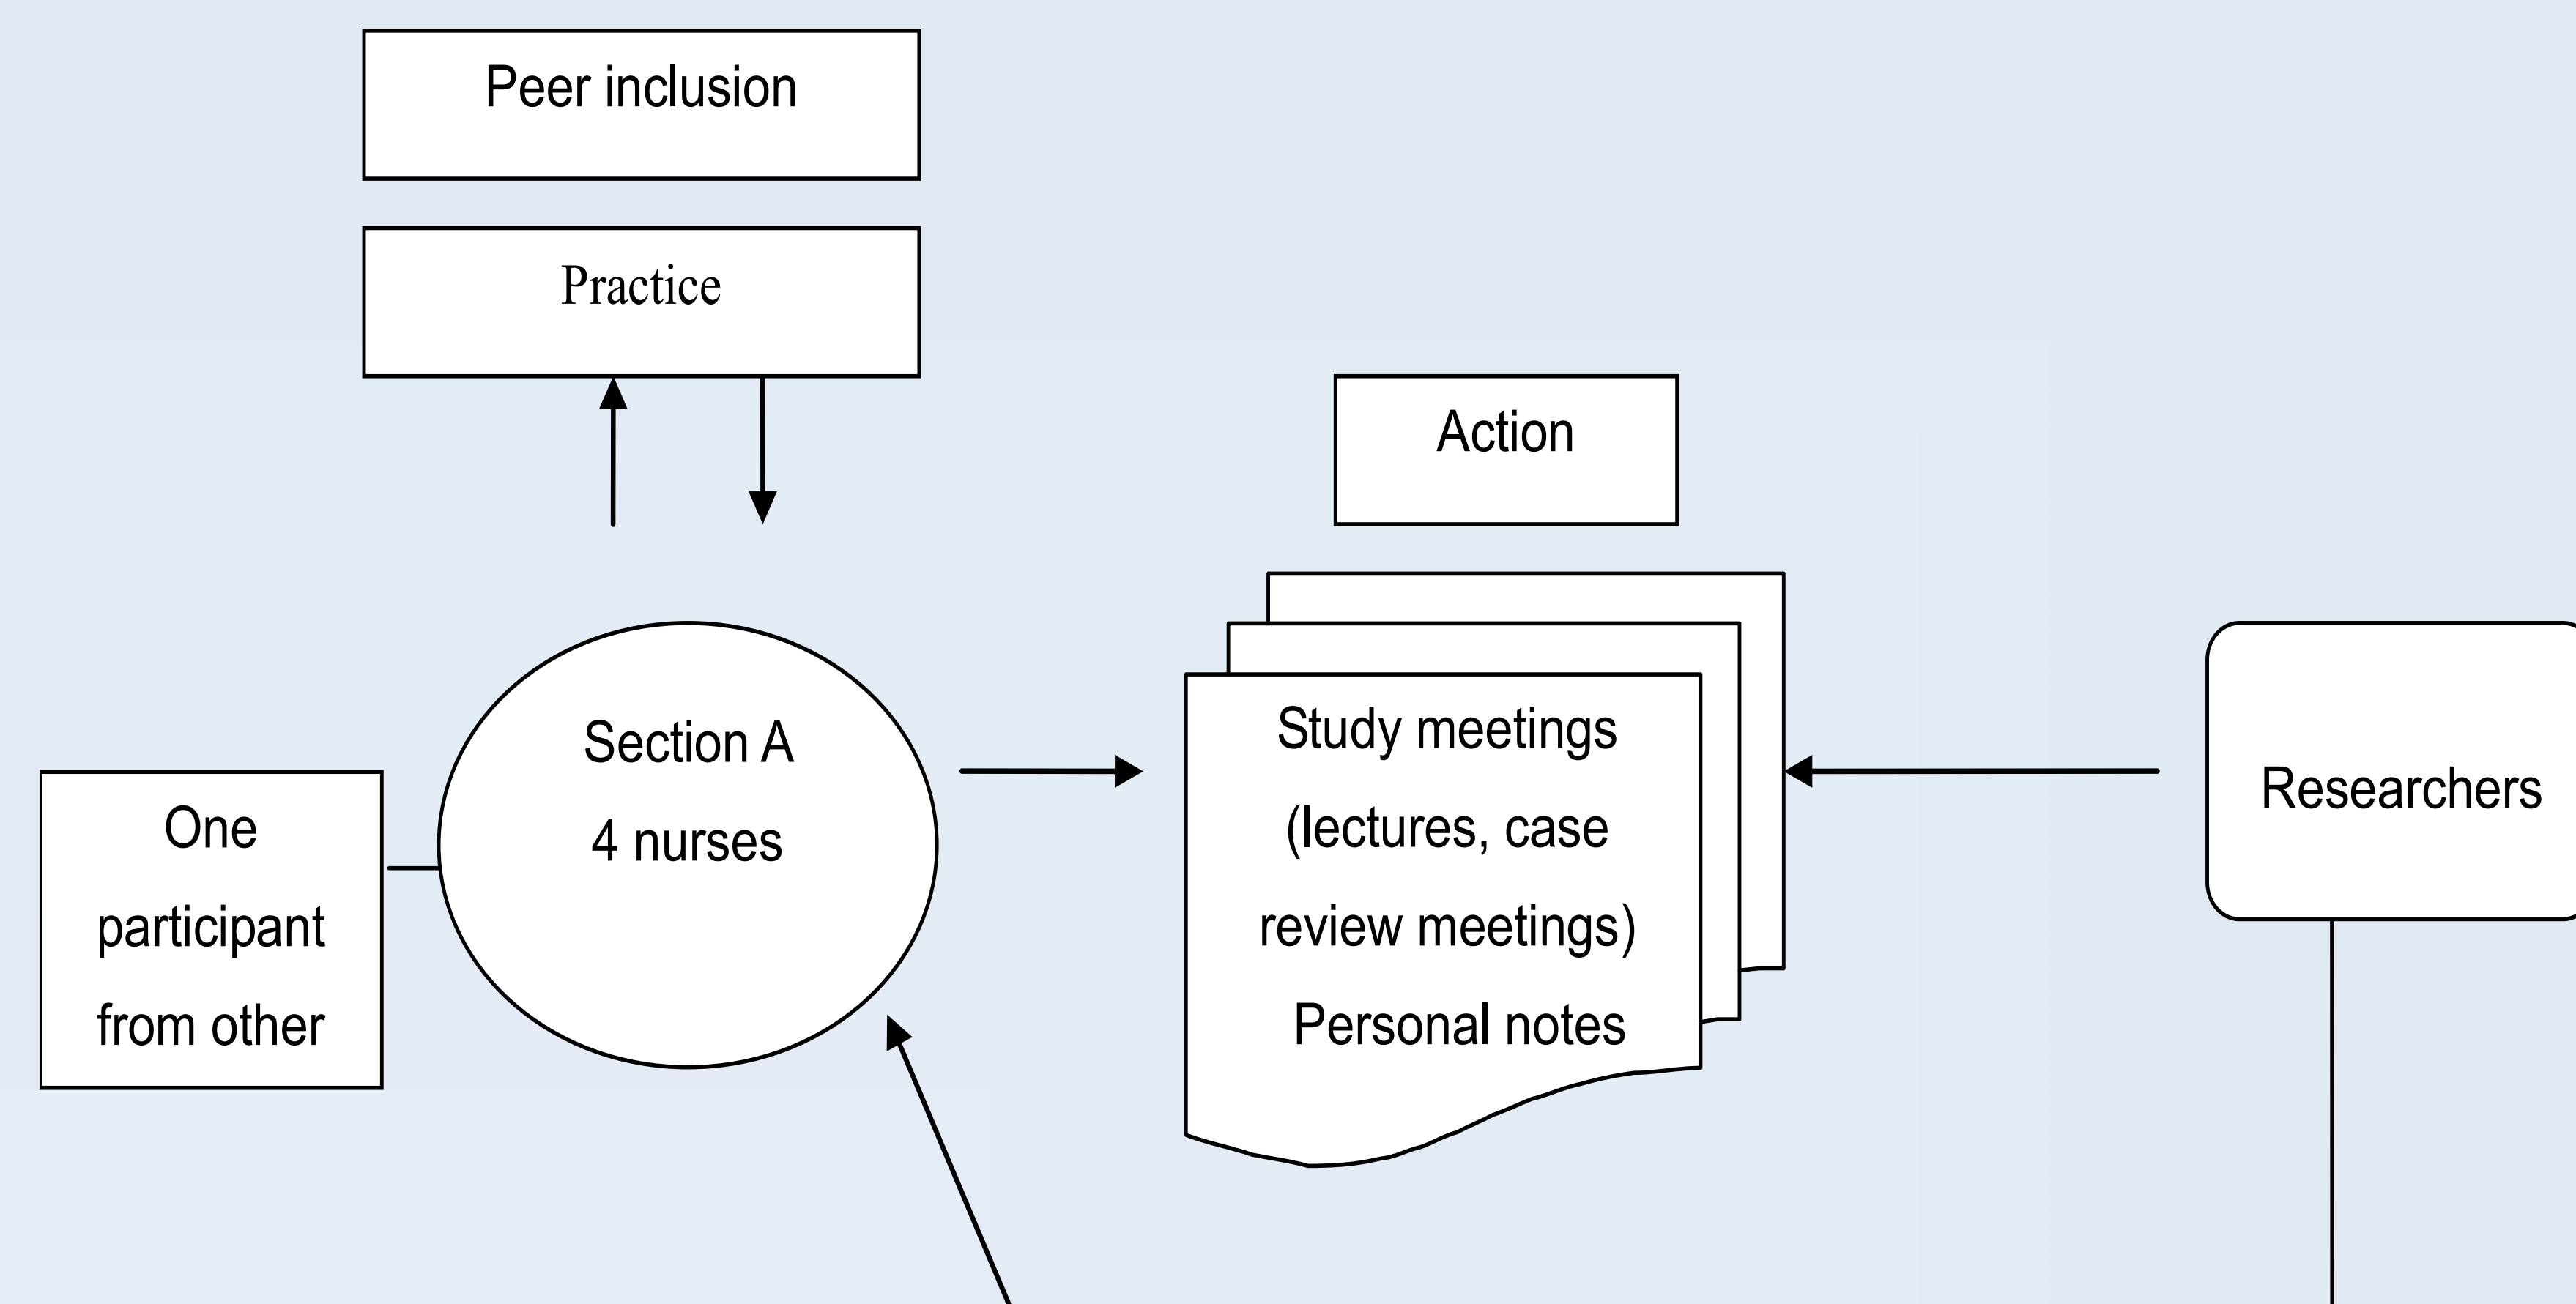 Peer inclusion
Practice
Action
Section A
4 nurses
One
participant
from other
Study meetings
(lectures, case
review meetings)
Personal notes
Researchers